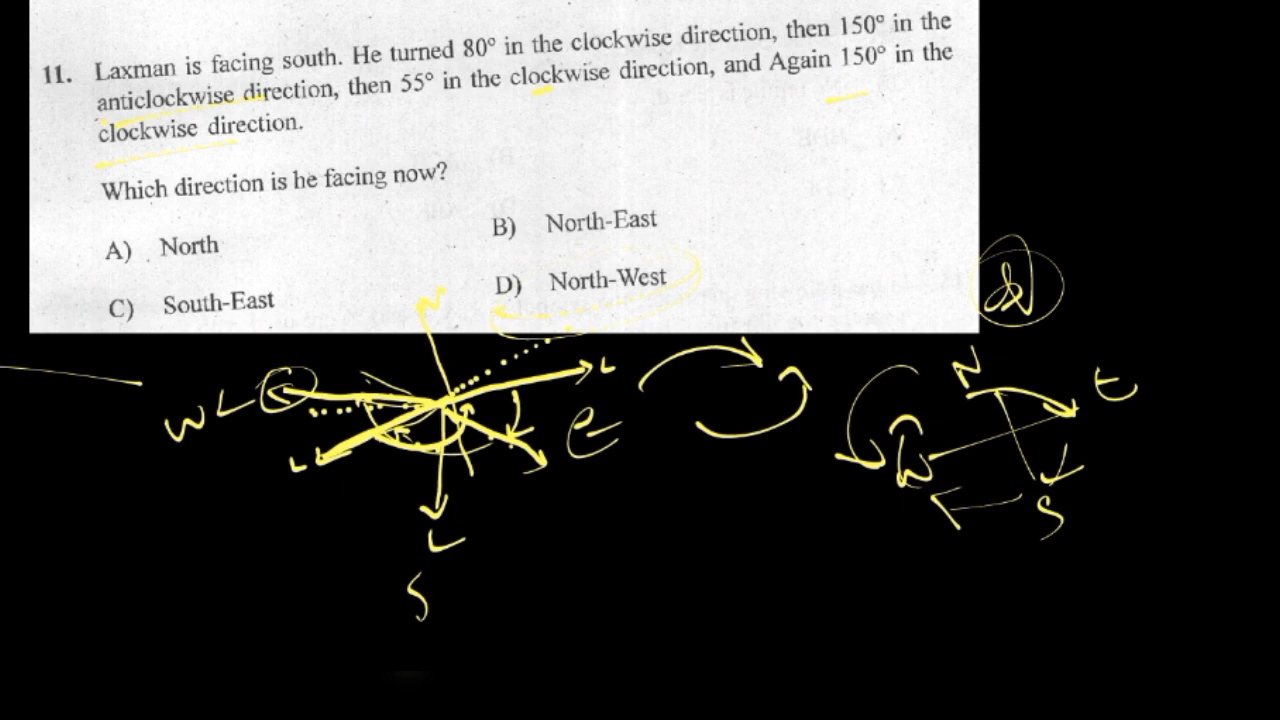 11. Laxman is facing south. He turned 80° in the clockwise direction, then 150° in the
anticlockwise direction, then 55° in the clockwise direction, and Again 150° in the
clockwise direction.
Which direction is he facing now?
A) North
B) North-East
C) South-East
D) North-West
N
L
W L
E
L
L
S
N
E
S